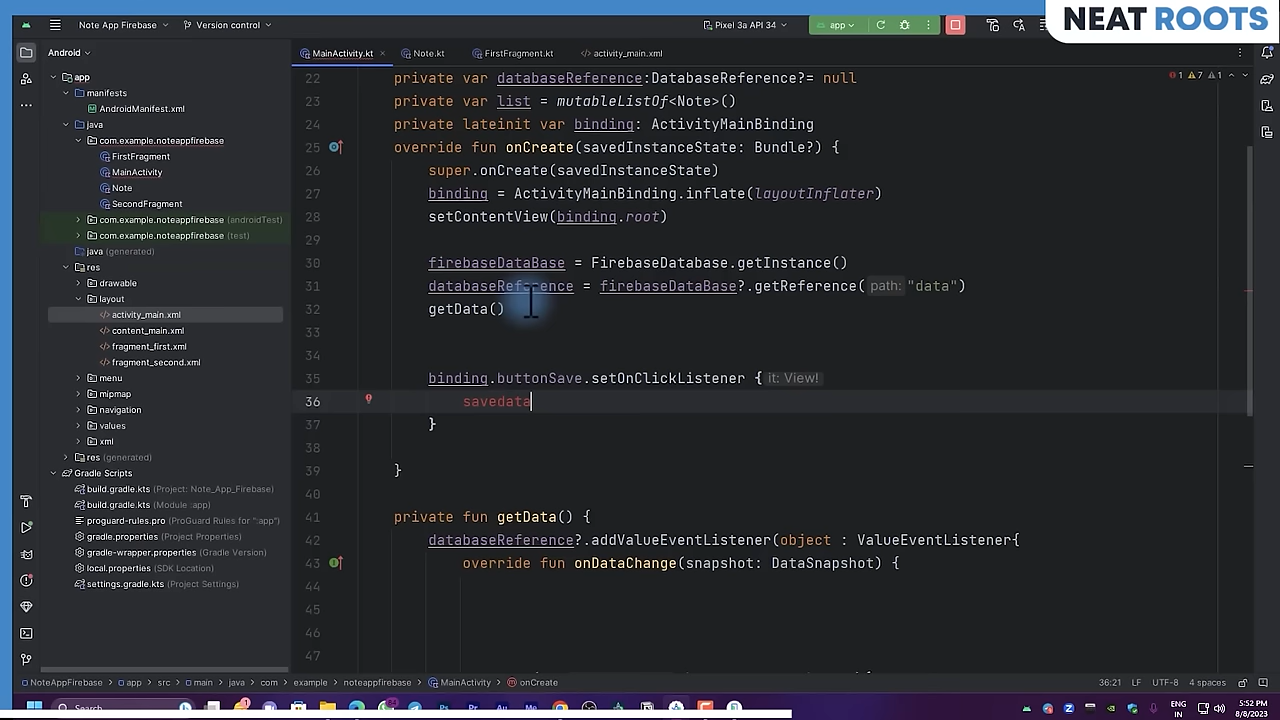 NEAT ROOTS
Note App Firebase
Version control
Pixel 3a API 34
app
Android
MainActivity.kt
Note.kt
FirstFragment.kt
activity_main.xml
app
manifests
AndroidManifest.xml
java
com.example.noteappfirebase
FirstFragment
MainActivity
Note
SecondFragment
com.example.noteappfirebase (androidTest)
com.example.noteappfirebase (test)
java (generated)
res
drawable
layout
activity_main.xml
content_main.xml
fragment_first.xml
fragment_second.xml
menu
mipmap
navigation
values
xml
res (generated)
Gradle Scripts
build.gradle.kts (Project: Note_App_Firebase)
build.gradle.kts (Module :app)
proguard-rules.pro (ProGuard Rules for ":app")
gradle.properties (Project Properties)
gradle-wrapper.properties (Gradle Version)
local.properties (SDK Location)
settings.gradle.kts (Project Settings)
1 7 1
22 private var databaseReference:DatabaseReference?= null
23 private var list = mutableListOf<Note>()
24 private lateinit var binding: ActivityMainBinding
25 override fun onCreate(savedInstanceState: Bundle?) {
26 super.onCreate(savedInstanceState)
27 binding = ActivityMainBinding.inflate(layoutInflater)
28 setContentView(binding.root)
29
30 firebaseDataBase = FirebaseDatabase.getInstance()
31 databaseReference = firebaseDataBase?.getReference( path: "data")
32 getData()
33
34
35 binding.buttonSave.setOnClickListener { it: View!
36 savedata
37 }
38
39 }
40
41 private fun getData() {
42 databaseReference?.addValueEventListener(object : ValueEventListener{
43 override fun onDataChange(snapshot: DataSnapshot) {
44
45
46
47
NoteAppFirebase > app > src > main > java > com > example > noteappfirebase > MainActivity > onCreate
36:21 LF UTF-8 4 spaces
Search
ENG
IN
5:52 PM
8/8/2023